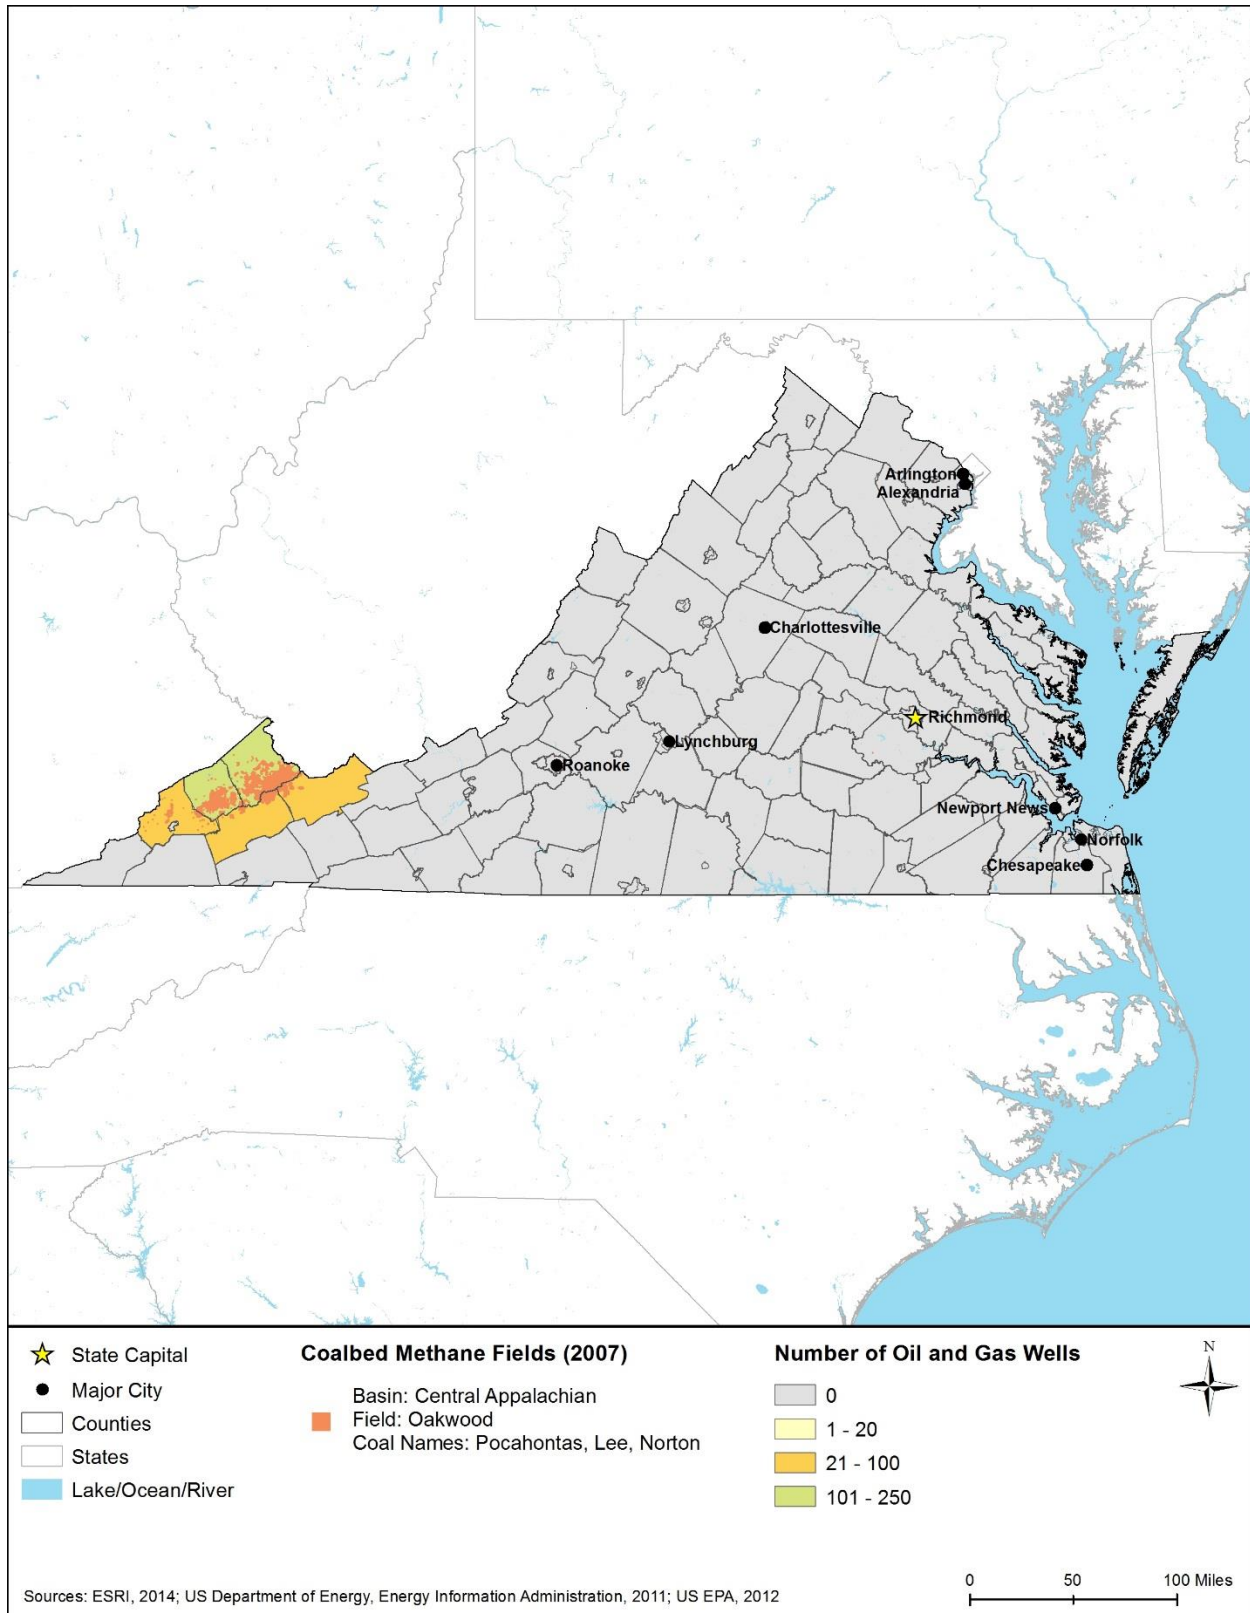 Arlington
Alexandria
Charlottesville
Richmond
Lynchburg
Roanoke
Newport News
Norfolk
Chesapeake
State Capital
Major City
Counties
States
Lake/Ocean/River
Coalbed Methane Fields (2007)
Basin: Central Appalachian
Field: Oakwood
Coal Names: Pocahontas, Lee, Norton
Number of Oil and Gas Wells
0
1 - 20
21 - 100
101 - 250
N
Sources: ESRI, 2014; US Department of Energy, Energy Information Administration, 2011; US EPA, 2012
0 50 100 Miles